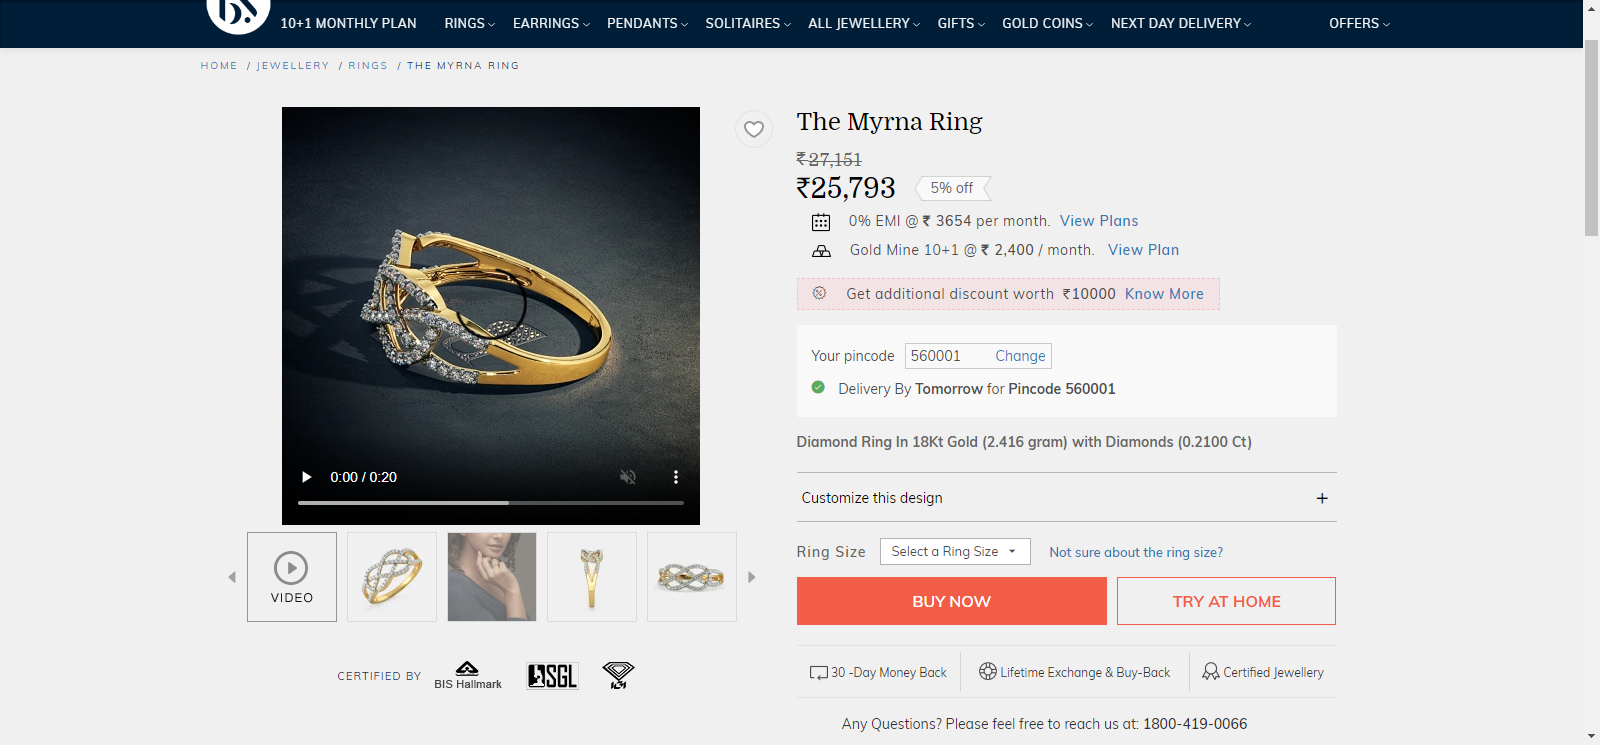 10+1 MONTHLY PLAN RINGS EARRINGS PENDANTS SOLITAIRES ALL JEWELLERY GIFTS GOLD COINS NEXT DAY DELIVERY OFFERS
HOME / JEWELLERY / RINGS / THE MYRNA RING
The Myrna Ring
₹27,151
₹25,793 5% off
0% EMI @ ₹ 3654 per month. View Plans
Gold Mine 10+1 @ ₹ 2,400 / month. View Plan
Get additional discount worth ₹10000 Know More
Your pincode 560001 Change
Delivery By Tomorrow for Pincode 560001
Diamond Ring In 18Kt Gold (2.416 gram) with Diamonds (0.2100 Ct)
0:00 / 0:20
Customize this design +
Ring Size Select a Ring Size Not sure about the ring size?
VIDEO
BUY NOW TRY AT HOME
CERTIFIED BY BIS Hallmark SGL
30 -Day Money Back Lifetime Exchange & Buy-Back Certified Jewellery
Any Questions? Please feel free to reach us at: 1800-419-0066